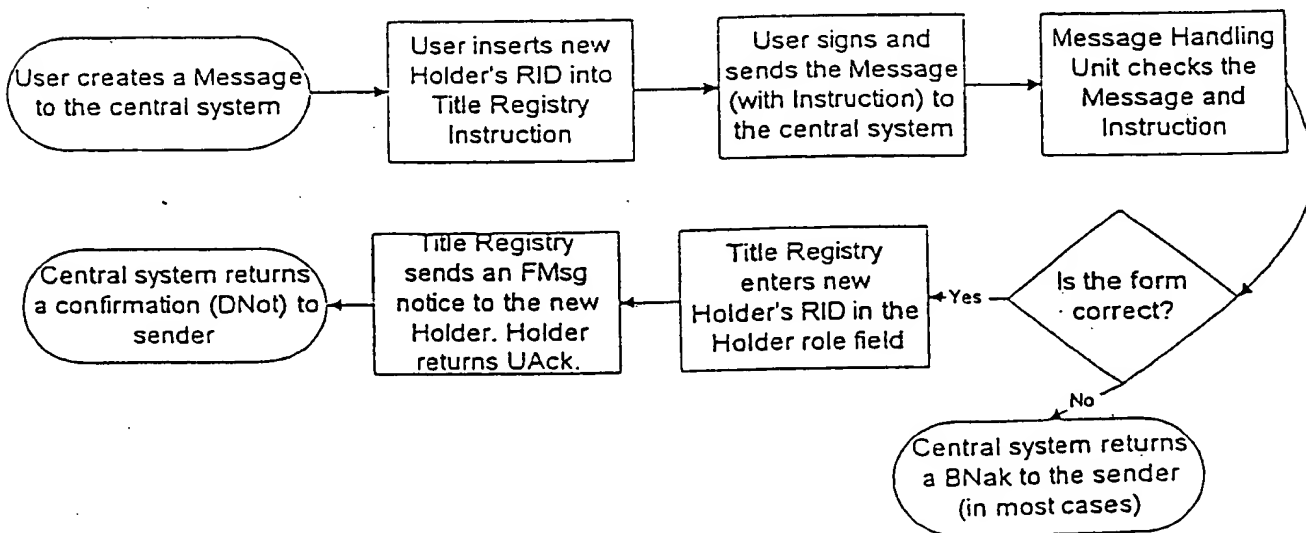 User creates a Message
to the central system
User inserts new
Holder's RID into
Title Registry
Instruction
User signs and
sends the Message
(with Instruction) to
the central system
Message Handling
Unit checks the
Message and
Instruction
Is the form
correct?
Yes
Title Registry
enters new
Holder's RID in the
Holder role field
Title Registry
sends an FMsg
notice to the new
Holder. Holder
returns UAck.
Central system returns
a confirmation (DNot) to
sender
No
Central system returns
a BNak to the sender
(in most cases)